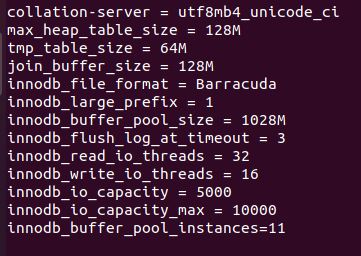 collation-server = utf8mb4_unicode_ci
max_heap_table_size = 128M
tmp_table_size = 64M
join_buffer_size = 128M
innodb_file_format = Barracuda
innodb_large_prefix = 1
innodb_buffer_pool_size = 1028M
innodb_flush_log_at_timeout = 3
innodb_read_io_threads = 32
innodb_write_io_threads = 16
innodb_io_capacity = 5000
innodb_io_capacity_max = 10000
innodb_buffer_pool_instances=11